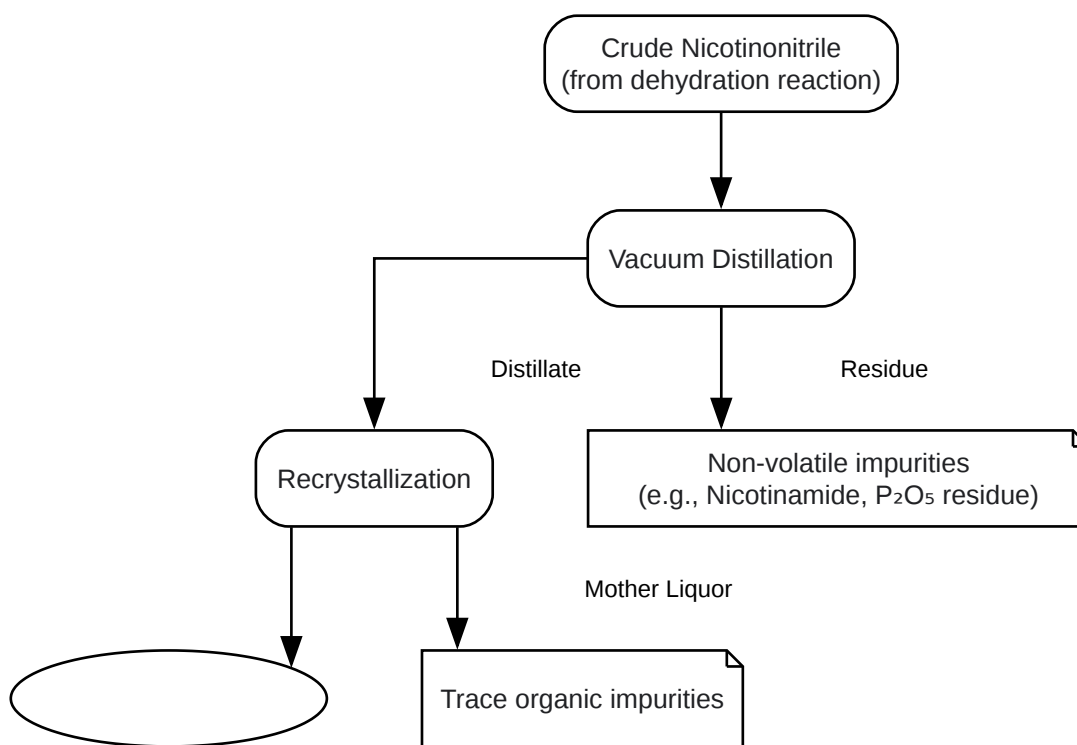 Crude Nicotinonitrile
(from dehydration reaction)
Vacuum Distillation
Distillate
Residue
Recrystallization
Non-volatile impurities
(e.g., Nicotinamide, P₂O₅ residue)
Mother Liquor
Trace organic impurities